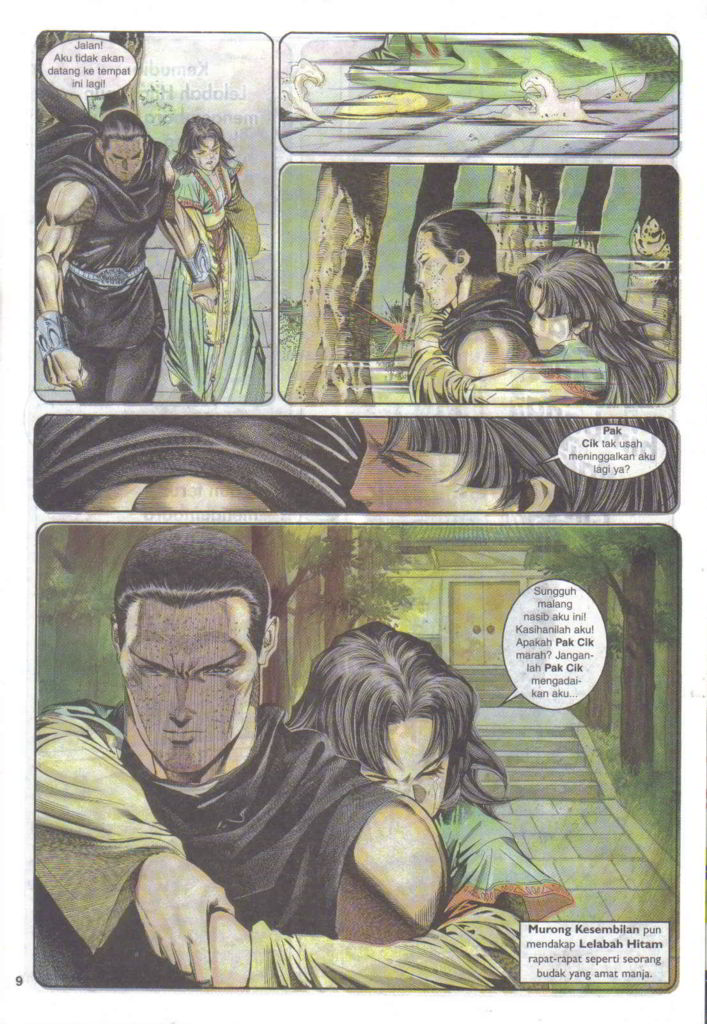 Jalan!
Aku tidak akan
datang ke tempat
ini lagi!
Pak
Cik tak usah
meninggalkan aku
lagi ya?
Sungguh
malang
nasib aku ini!
Kasihanilah aku!
Apakah Pak Cik
marah? Jangan-
lah Pak Cik
mengadai-
kan aku...
Murong Kesembilan pun
mendakap Lelabah Hitam
rapat-rapat seperti seorang
budak yang amat manja.
9